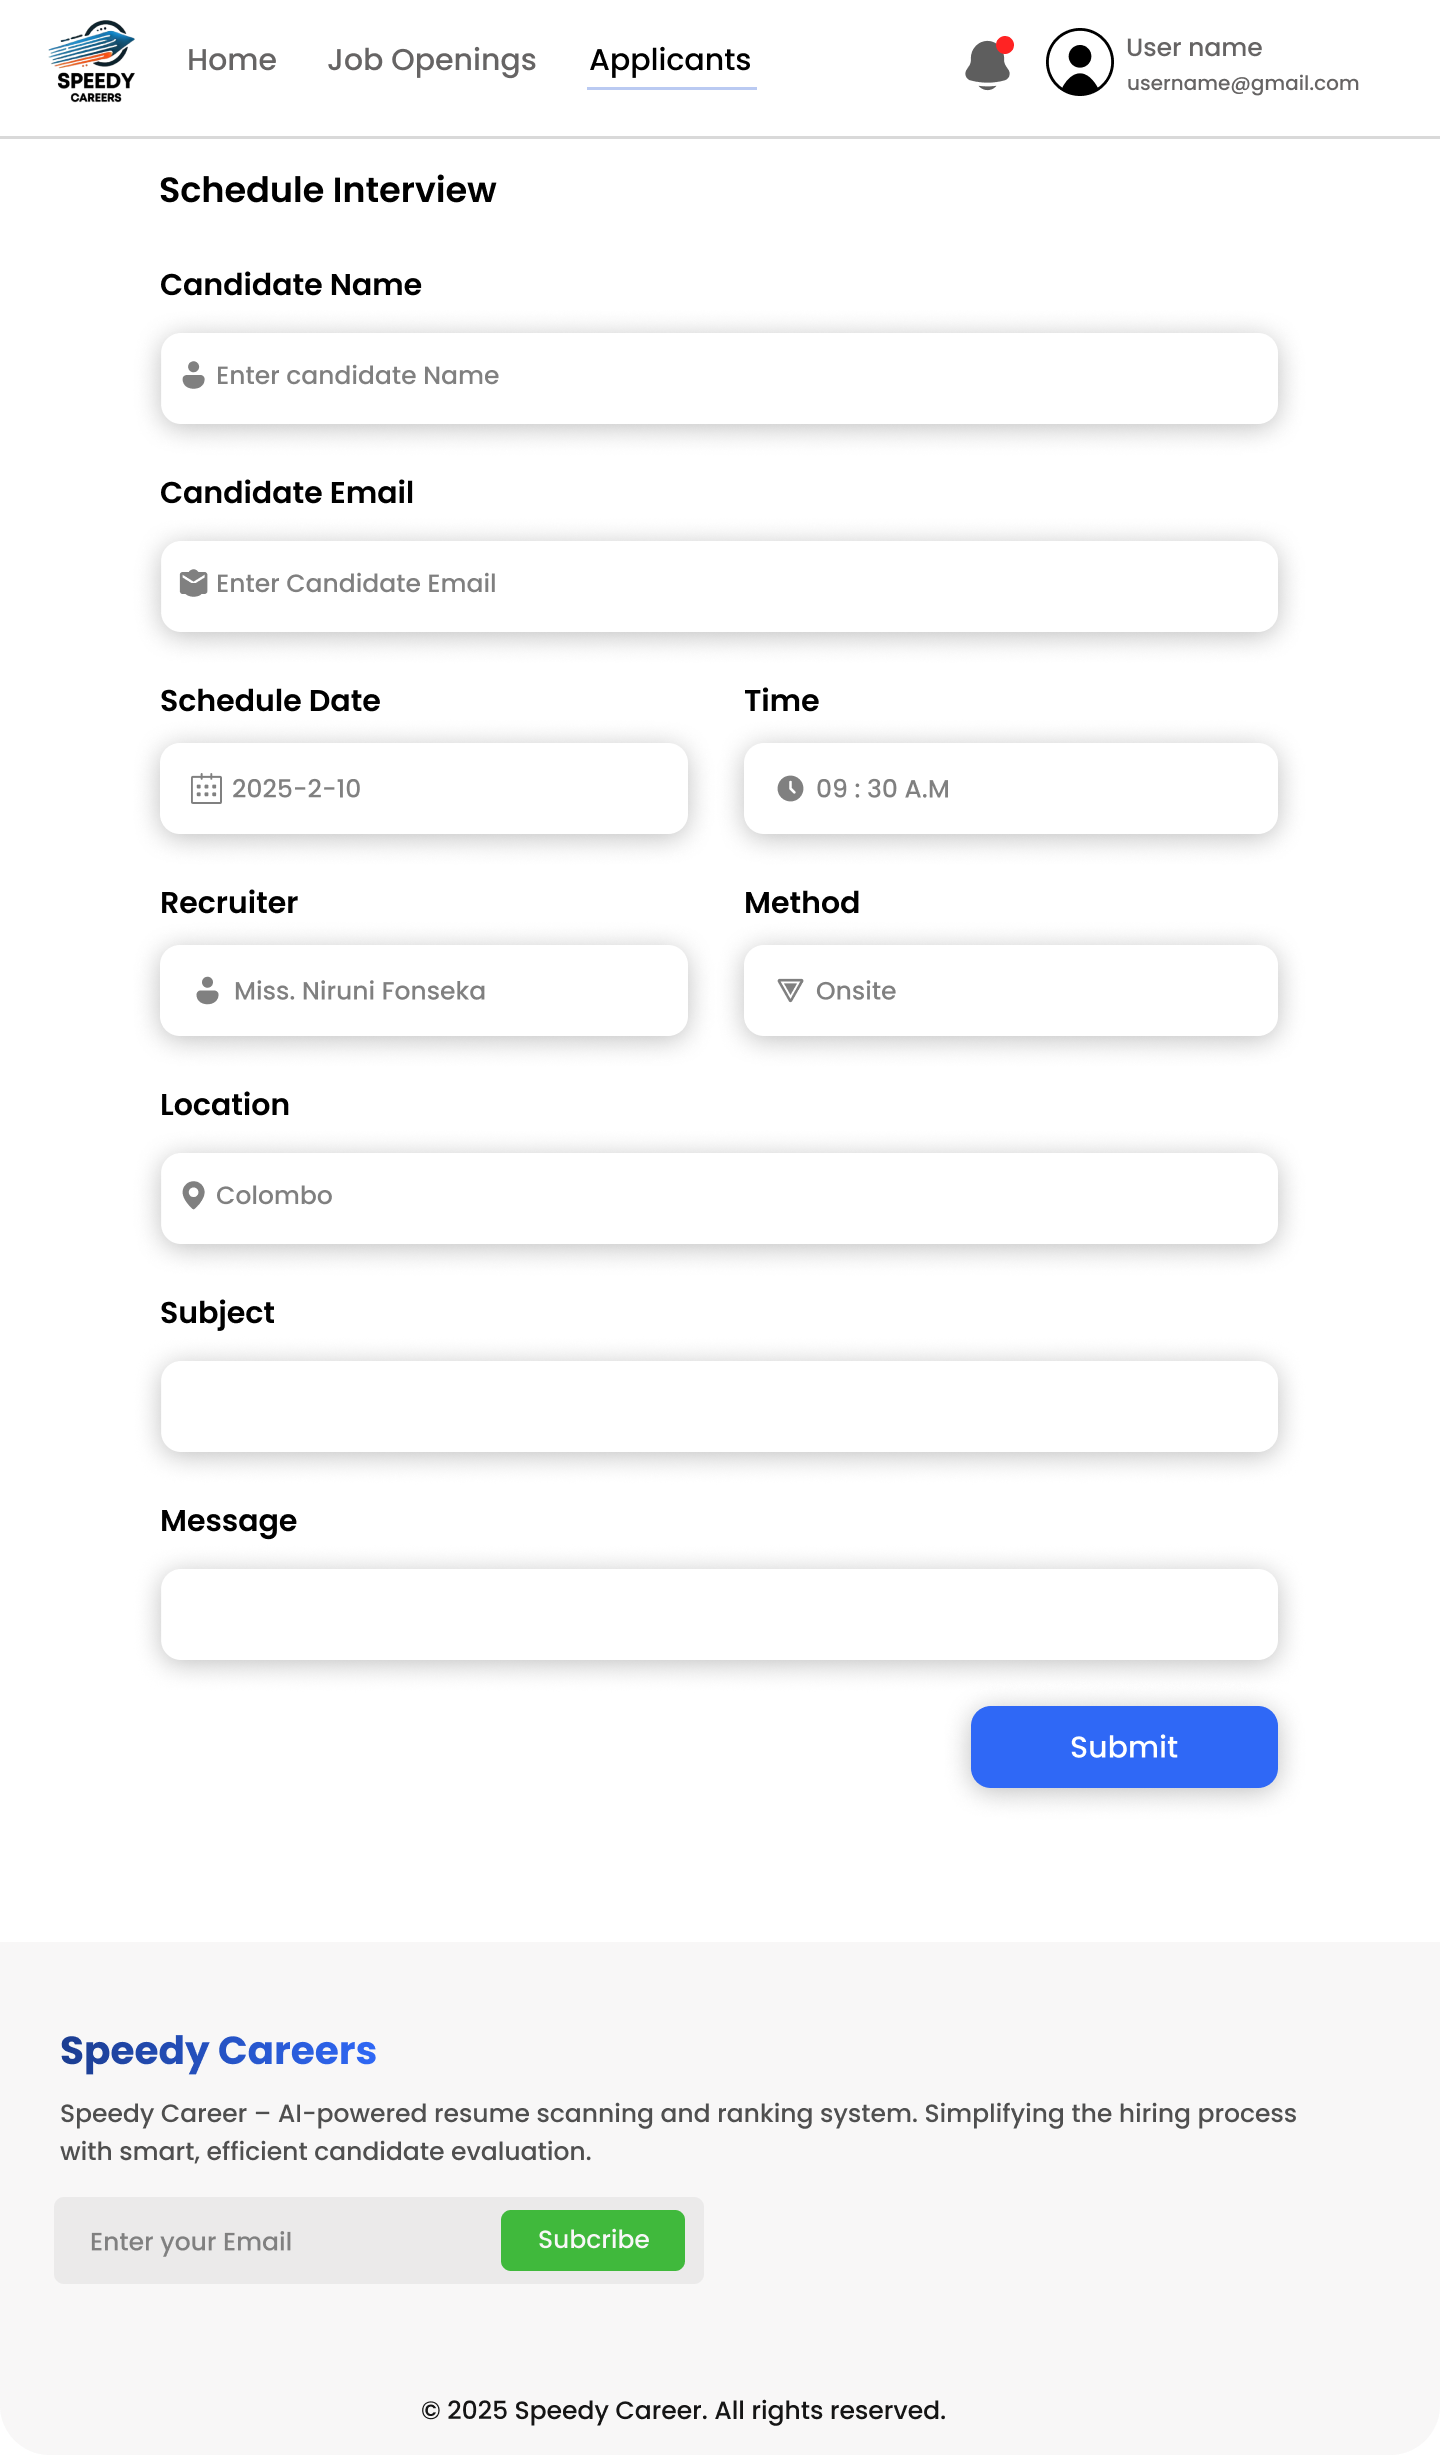 SPEEDY
CAREERS
Home
Job Openings
Applicants
User name
username@gmail.com
Schedule Interview
Candidate Name
Enter candidate Name
Candidate Email
Enter Candidate Email
Schedule Date
Time
2025-2-10
09 : 30 A.M
Recruiter
Method
Miss. Niruni Fonseka
Onsite
Location
Colombo
Subject
Message
Submit
Speedy Careers
Speedy Career – AI-powered resume scanning and ranking system. Simplifying the hiring process
with smart, efficient candidate evaluation.
Enter your Email
Subcribe
© 2025 Speedy Career. All rights reserved.